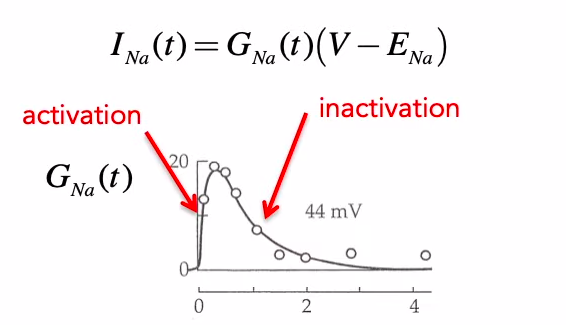 I_Na(t) = G_Na(t)(V − E_Na)
activation
inactivation
G_Na(t)
20
44 mV
0
0 2 4